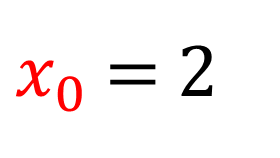 x₀ = 2